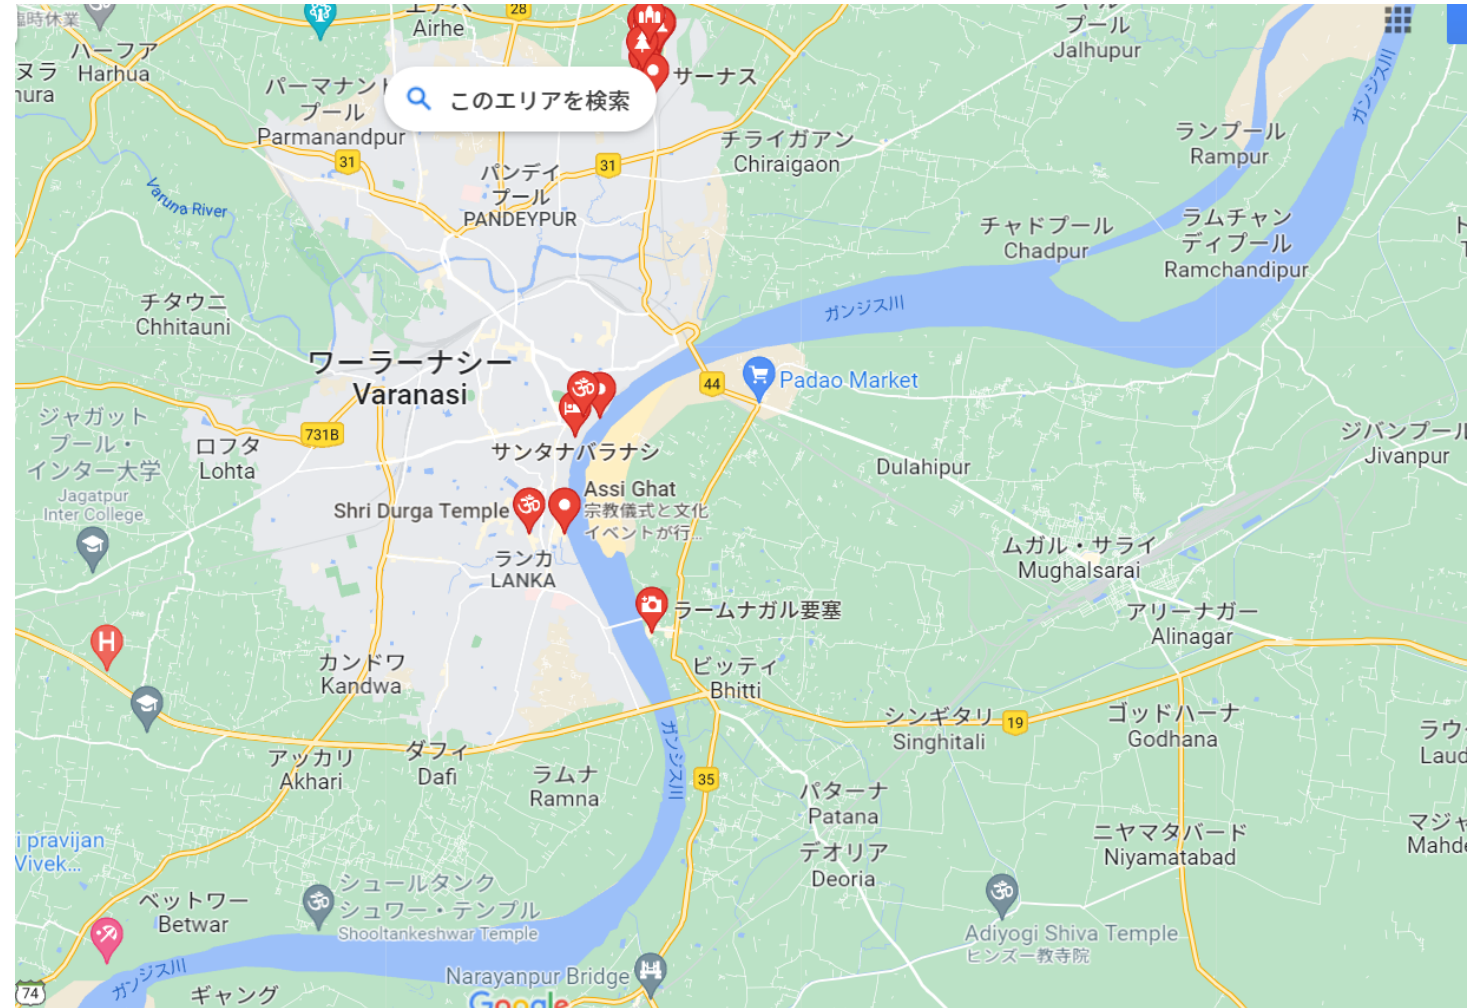 臨時休業
Airhe
28
プール
Jalhupur
ハーフア
Harhua
サーナス
このエリアを検索
パーマナンド
プール
Parmanandpur
31
パンデイ
プール
PANDEYPUR
31
チライガアン
Chiraigaon
ランプール
Rampur
ガンジス川
Varuna River
チャドプール
Chadpur
ラムチャン
ディプール
Ramchandipur
チタウニ
Chhitauni
ガンジス川
ワーラーナシー
Varanasi
44
Padao Market
ジャガット
プール・
インター大学
Jagatpur
Inter College
731B
ロフタ
Lohta
サンタナバラナシ
Dulahipur
ジバンプール
Jivanpur
Shri Durga Temple
Assi Ghat
宗教儀式と文化
イベントが行...
ランカ
LANKA
ムガル・サライ
Mughalsarai
ラームナガル要塞
アリーナガー
Alinagar
H
カンドワ
Kandwa
ビッティ
Bhitti
シンギタリ
Singhitali
19
ゴッドハーナ
Godhana
ラウ
Laud
アッカリ
Akhari
ダフィ
Dafi
ラムナ
Ramna
ガンジス川
35
パターナ
Patana
デオリア
Deoria
ニヤマタバード
Niyamatabad
マジャ
Mahde
i pravijan
Vivek...
ベットワー
Betwar
シュールタンク
シュワー・テンプル
Shooltankeshwar Temple
Adiyogi Shiva Temple
ヒンズー教寺院
ガンジス川
74
ギャング
Narayanpur Bridge
Google